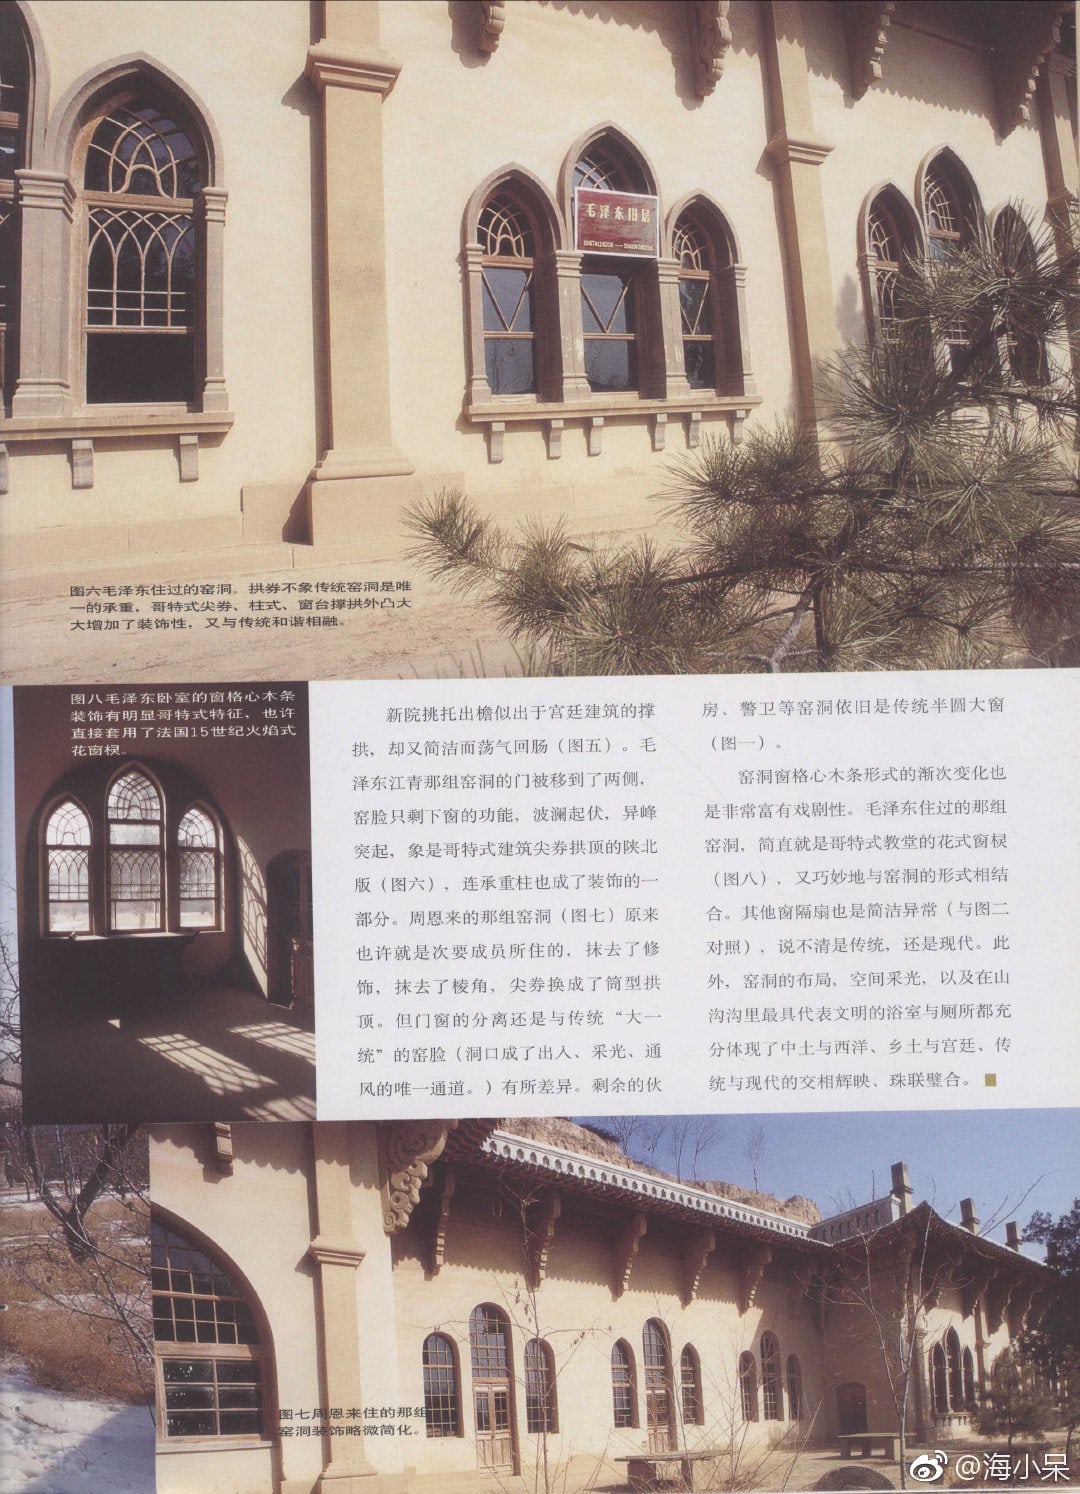 毛泽东旧居
图六毛泽东住过的窑洞。拱券不象传统窑洞是唯
一的承重，哥特式尖券、柱式、窗台撑拱外凸大
大增加了装饰性，又与传统和谐相融。
图八毛泽东卧室的窗格心木条
装饰有明显哥特式特征，也许
直接套用了法国15世纪火焰式
花窗棂。
新院挑托出檐似出于宫廷建筑的撑
拱，却又简洁而荡气回肠（图五）。毛
泽东江青那组窑洞的门被移到了两侧，
窑脸只剩下窗的功能，波澜起伏，异峰
突起，象是哥特式建筑尖券拱顶的陕北
版（图六），连承重柱也成了装饰的一
部分。周恩来的那组窑洞（图七）原来
也许就是次要成员所住的，抹去了修
饰，抹去了棱角，尖券换成了筒型拱
顶。但门窗的分离还是与传统“大一
统”的窑脸（洞口成了出入、采光、通
风的唯一通道。）有所差异。剩余的伙
房、警卫等窑洞依旧是传统半圆大窗
（图一）。
窑洞窗格心木条形式的渐次变化也
是非常富有戏剧性。毛泽东住过的那组
窑洞，简直就是哥特式教堂的花式窗棂
（图八），又巧妙地与窑洞的形式相结
合。其他窗隔扇也是简洁异常（与图二
对照），说不清是传统，还是现代。此
外，窑洞的布局，空间采光，以及在山
沟沟里最具代表文明的浴室与厕所都充
分体现了中土与西洋、乡土与宫廷、传
统与现代的交相辉映、珠联璧合。
图七周恩来住的那组
窑洞装饰略微简化。
@海小呆